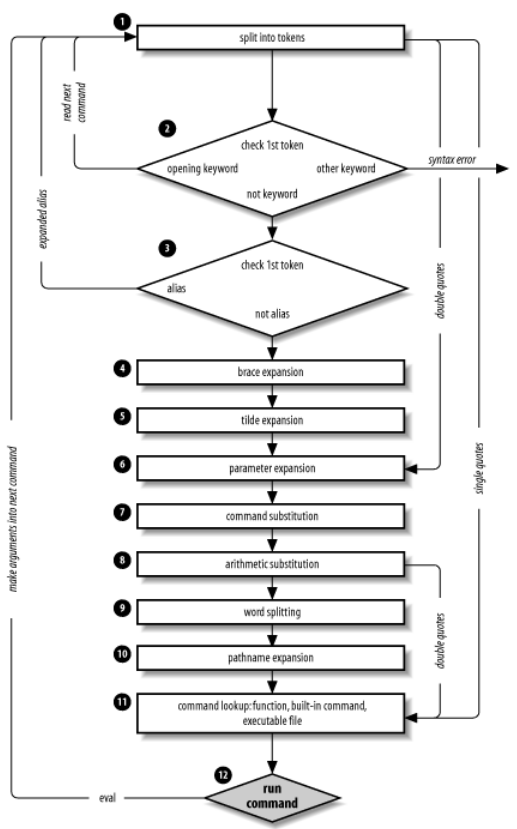 1
split into tokens
read next
command
2
check 1st token
opening keyword
other keyword
not keyword
syntax error
expanded alias
3
check 1st token
alias
not alias
double quotes
4
brace expansion
5
tilde expansion
6
parameter expansion
make arguments into next command
single quotes
7
command substitution
8
arithmetic substitution
9
word splitting
double quotes
10
pathname expansion
11
command lookup: function, built-in command,
executable file
12
run
command
eval